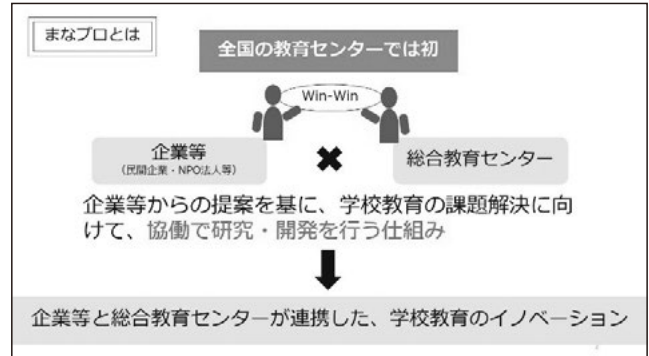 まなプロとは
全国の教育センターでは初
Win-Win
企業等
（民間企業・NPO法人等）
総合教育センター
企業等からの提案を基に、学校教育の課題解決に向
けて、協働で研究・開発を行う仕組み
企業等と総合教育センターが連携した、学校教育のイノベーション